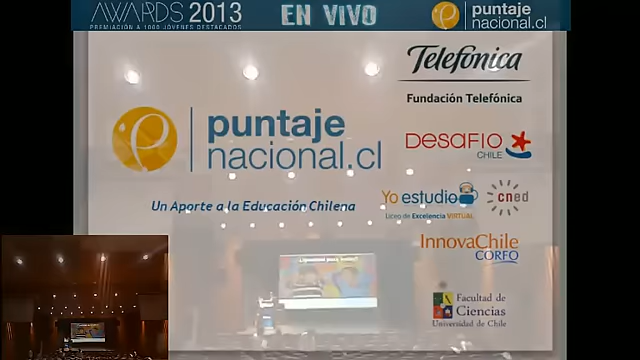 AWARDS 2013
PREMIACIÓN A 1000 JÓVENES DESTACADOS
EN VIVO
puntaje
nacional.cl
Telefónica
Fundación Telefónica
puntaje
nacional.cl
DESAFIO
CHILE
Un Aporte a la Educación Chilena
Yo estudio
Liceo de Excelencia VIRTUAL
cned
InnovaChile
CORFO
Facultad de
Ciencias
Universidad de Chile